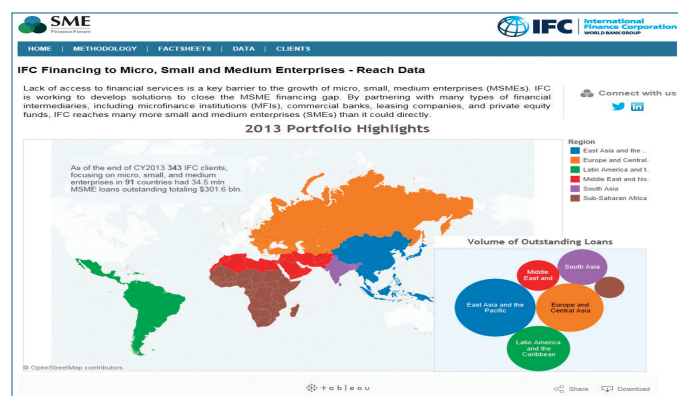 SME
Finance Forum
IFC
International
Finance Corporation
WORLD BANK GROUP
HOME | METHODOLOGY | FACTSHEETS | DATA | CLIENTS
IFC Financing to Micro, Small and Medium Enterprises - Reach Data
Lack of access to financial services is a key barrier to the growth of micro, small, medium enterprises (MSMEs). IFC
is working to develop solutions to close the MSME financing gap. By partnering with many types of financial
intermediaries, including microfinance institutions (MFIs), commercial banks, leasing companies, and private equity
funds, IFC reaches many more small and medium enterprises (SMEs) than it could directly.
Connect with us
2013 Portfolio Highlights
As of the end of CY2013 343 IFC clients,
focusing on micro, small, and medium
enterprises in 91 countries had 34.5 mln
MSME loans outstanding totaling $301.6 bln.
Region
East Asia and the ..
Europe and Central..
Latin America and t..
Middle East and No..
South Asia
Sub-Saharan Africa
Volume of Outstanding Loans
Middle
East and
South Asia
East Asia and the
Pacific
Europe and
Central Asia
Latin America
and the
Caribbean
© OpenStreetMap contributors
tableau
Share
Download